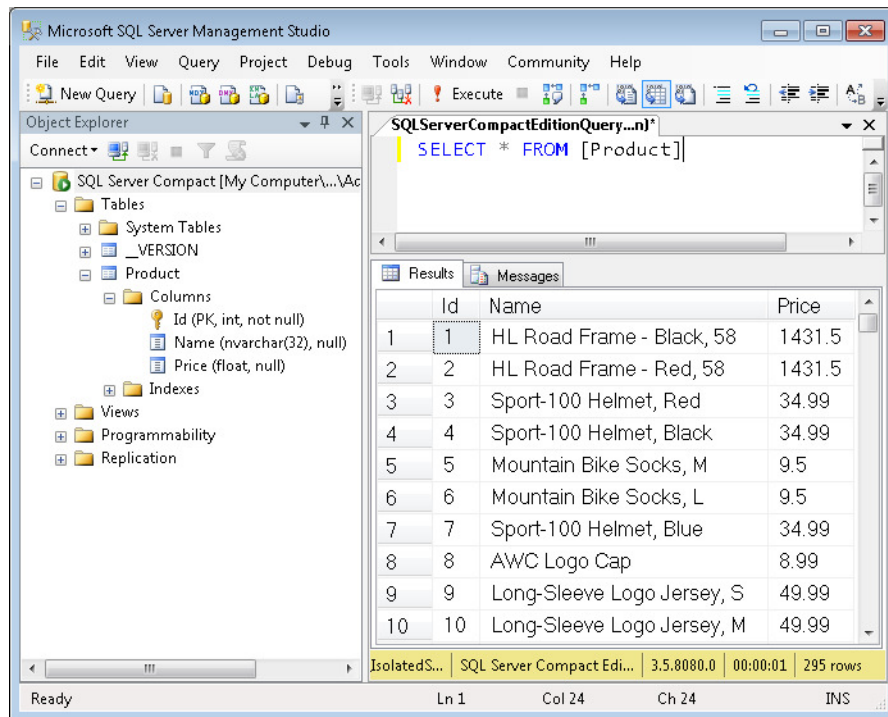 Microsoft SQL Server Management Studio
File Edit View Query Project Debug Tools Window Community Help
New Query Execute
Object Explorer
Connect
SQL Server Compact [My Computer\...\Ac
Tables
System Tables
__VERSION
Product
Columns
Id (PK, int, not null)
Name (nvarchar(32), null)
Price (float, null)
Indexes
Views
Programmability
Replication
SQLServerCompactEditionQuery...n)*
SELECT * FROM [Product]
Results Messages
Id Name Price
1 1 HL Road Frame - Black, 58 1431.5
2 2 HL Road Frame - Red, 58 1431.5
3 3 Sport-100 Helmet, Red 34.99
4 4 Sport-100 Helmet, Black 34.99
5 5 Mountain Bike Socks, M 9.5
6 6 Mountain Bike Socks, L 9.5
7 7 Sport-100 Helmet, Blue 34.99
8 8 AWC Logo Cap 8.99
9 9 Long-Sleeve Logo Jersey, S 49.99
10 10 Long-Sleeve Logo Jersey, M 49.99
IsolatedS... SQL Server Compact Edi... 3.5.8080.0 00:00:01 295 rows
Ready Ln 1 Col 24 Ch 24 INS